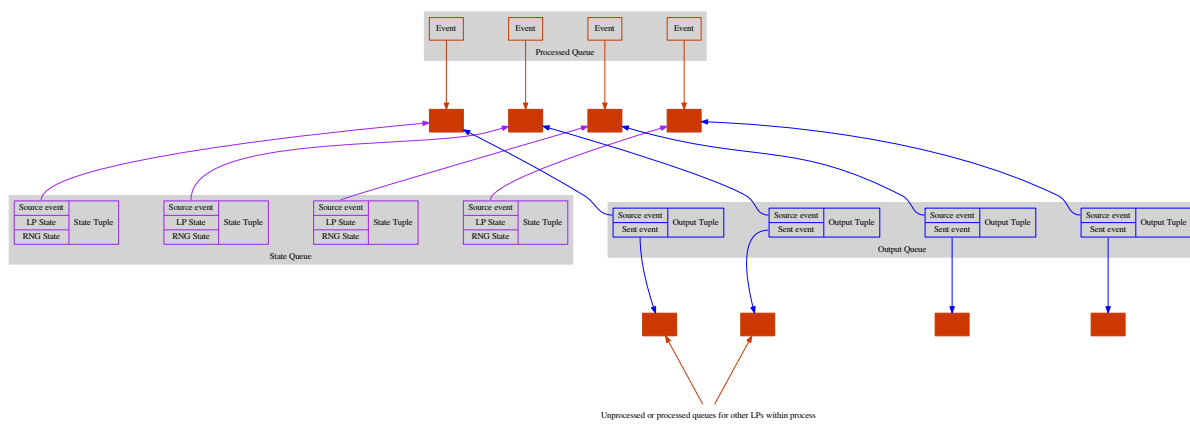 Event
Event
Event
Event
Processed Queue
Source event
LP State
RNG State
State Tuple
Source event
LP State
RNG State
State Tuple
Source event
LP State
RNG State
State Tuple
Source event
LP State
RNG State
State Tuple
State Queue
Source event
Sent event
Output Tuple
Source event
Sent event
Output Tuple
Source event
Sent event
Output Tuple
Source event
Sent event
Output Tuple
Output Queue
Unprocessed or processed queues for other LPs within process